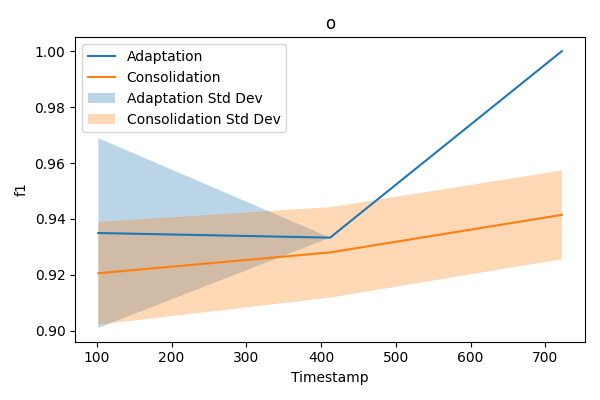 o
Adaptation
Consolidation
Adaptation Std Dev
Consolidation Std Dev
f1
1.00
0.98
0.96
0.94
0.92
0.90
100 200 300 400 500 600 700
Timestamp